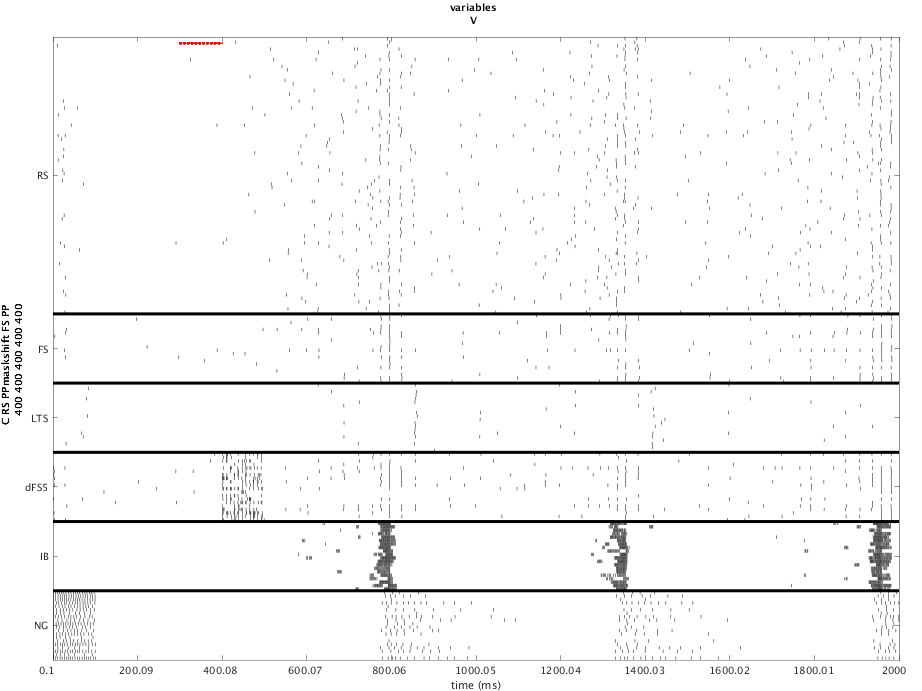 variables
V
RS
FS
LTS
dFS5
IB
NG
C RS PPmaskshift FS PP
400 400 400 400 400
0.1 200.09 400.08 600.07 800.06 1000.05 1200.04 1400.03 1600.02 1800.01 2000
time (ms)